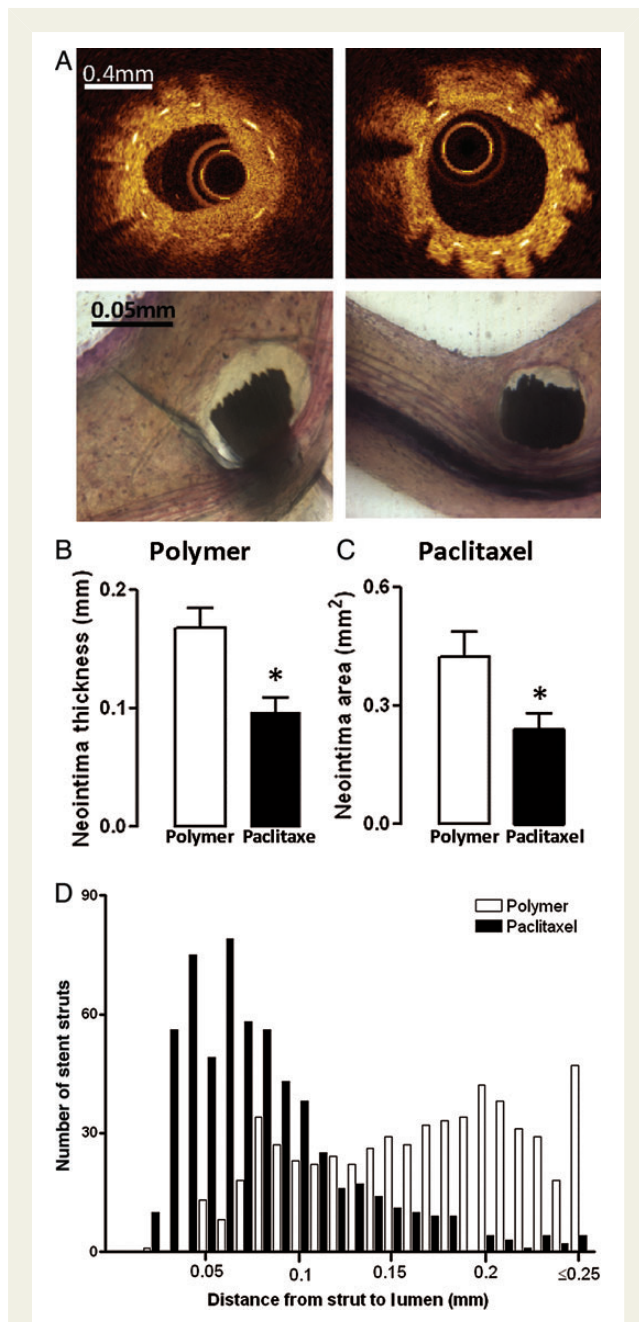 A
0.4mm
0.05mm
B Polymer
C Paclitaxel
Neointima thickness (mm)
0.2
0.1
0.0
*
Polymer Paclitaxe
Neointima area (mm²)
0.6
0.3
0.0
*
Polymer Paclitaxel
D
Number of stent struts
90
60
30
0
Polymer
Paclitaxel
0.05 0.1 0.15 0.2 ≤0.25
Distance from strut to lumen (mm)